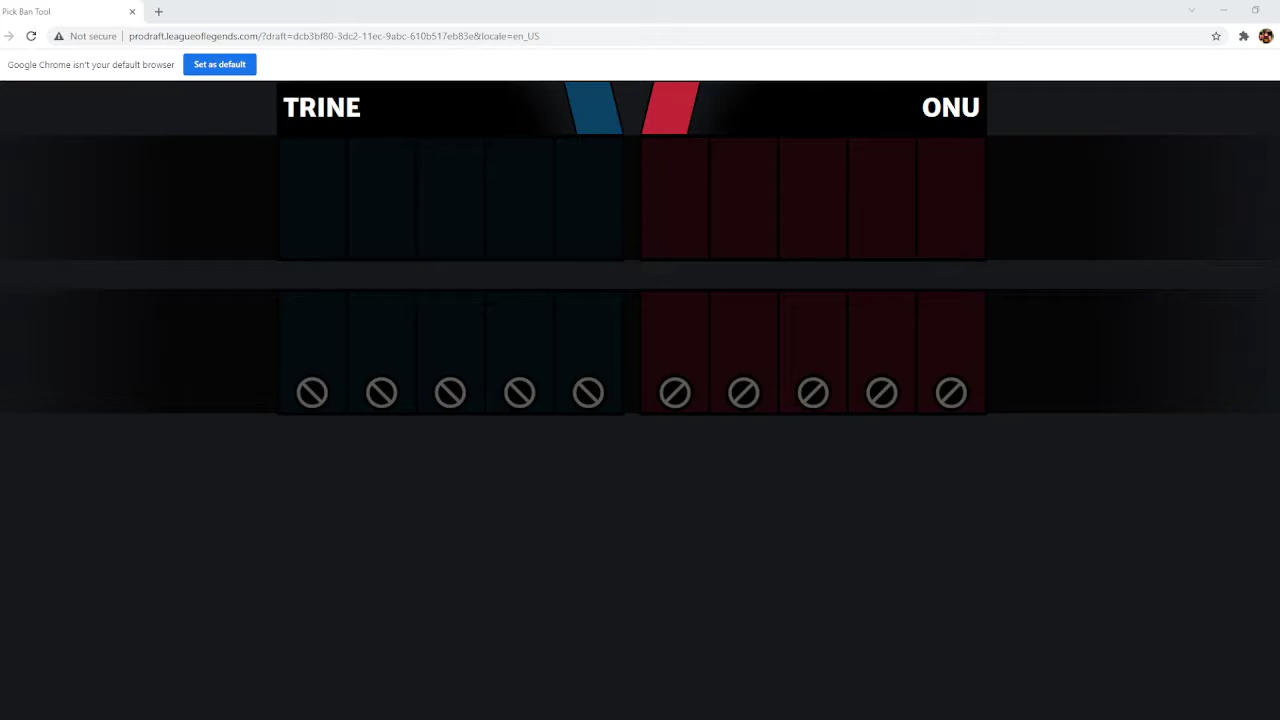 Pick Ban Tool
Not secure
prodraft.leagueoflegends.com/?draft=dcb3bf80-3dc2-11ec-9abc-610b517eb83e&locale=en_US
Google Chrome isn't your default browser
Set as default
TRINE
ONU